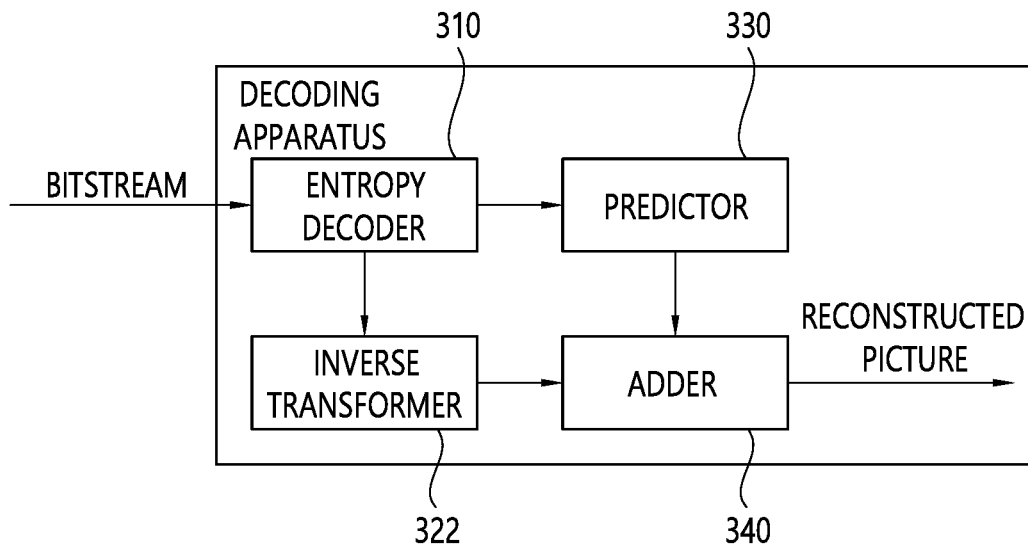 310
330
DECODING
APPARATUS
BITSTREAM
ENTROPY
DECODER
PREDICTOR
INVERSE
TRANSFORMER
ADDER
RECONSTRUCTED
PICTURE
322
340